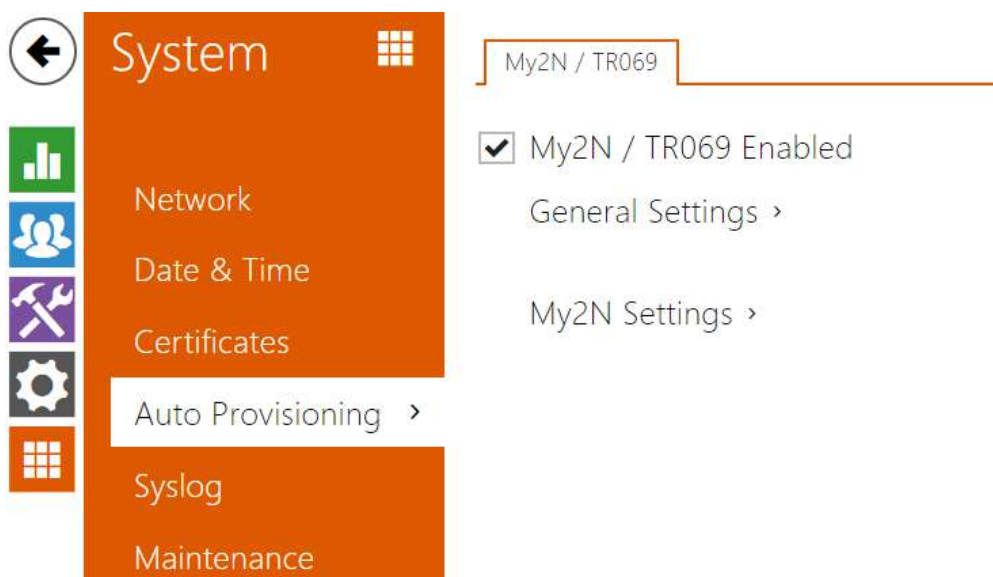 System
Network
Date & Time
Certificates
Auto Provisioning ›
Syslog
Maintenance
My2N / TR069
My2N / TR069 Enabled
General Settings ›
My2N Settings ›